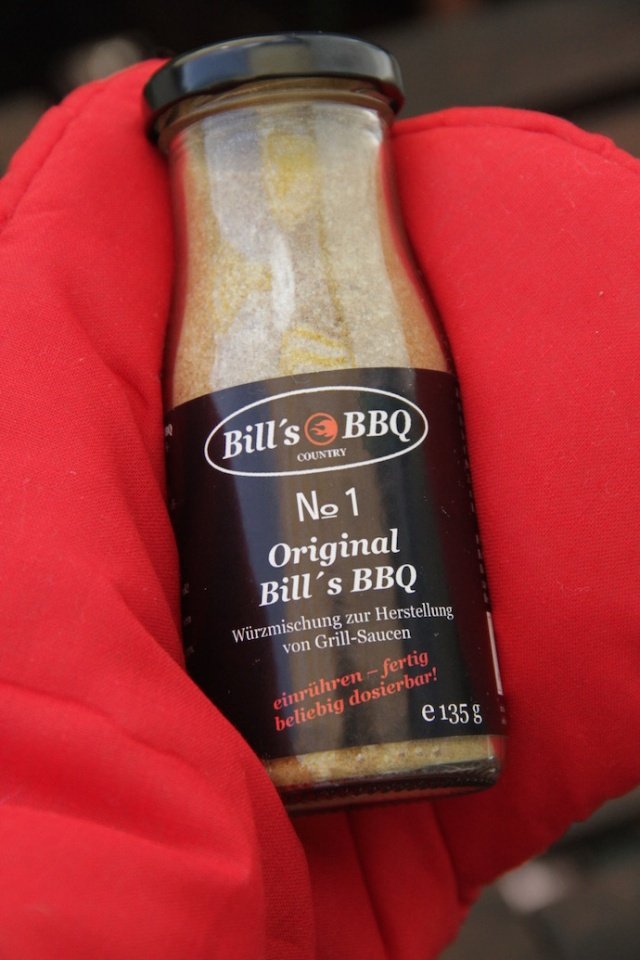 Bill´s BBQ
COUNTRY
No 1
Original
Bill´s BBQ
Würzmischung zur Herstellung
von Grill-Saucen
einrühren – fertig
beliebig dosierbar!
e 135 g